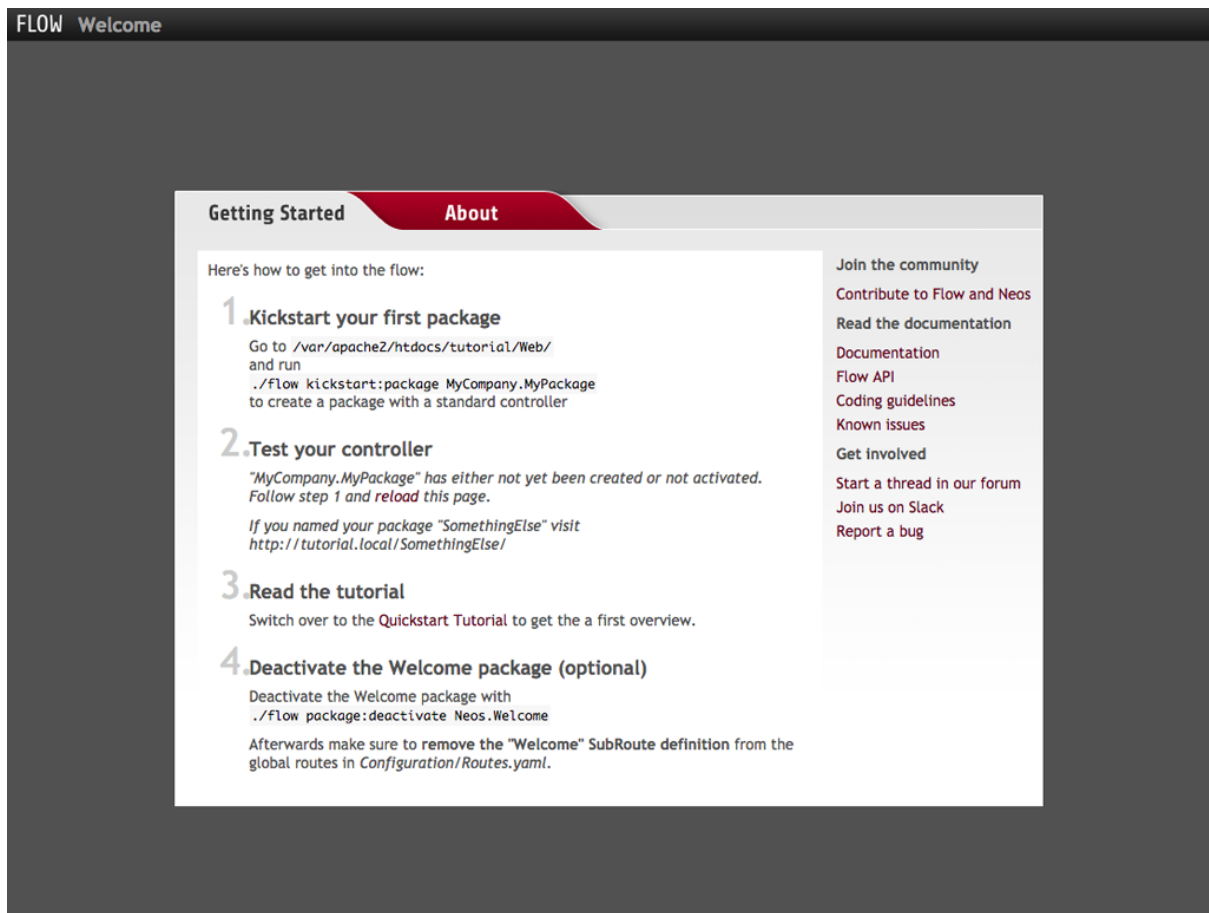 FLOW Welcome
Getting Started
About
Here's how to get into the flow:
1. Kickstart your first package
Go to /var/apache2/htdocs/tutorial/Web/
and run
./flow kickstart:package MyCompany.MyPackage
to create a package with a standard controller
2. Test your controller
"MyCompany.MyPackage" has either not yet been created or not activated.
Follow step 1 and reload this page.
If you named your package "SomethingElse" visit
http://tutorial.local/SomethingElse/
3. Read the tutorial
Switch over to the Quickstart Tutorial to get the a first overview.
4. Deactivate the Welcome package (optional)
Deactivate the Welcome package with
./flow package:deactivate Neos.Welcome
Afterwards make sure to remove the "Welcome" SubRoute definition from the
global routes in Configuration/Routes.yaml.
Join the community
Contribute to Flow and Neos
Read the documentation
Documentation
Flow API
Coding guidelines
Known issues
Get involved
Start a thread in our forum
Join us on Slack
Report a bug